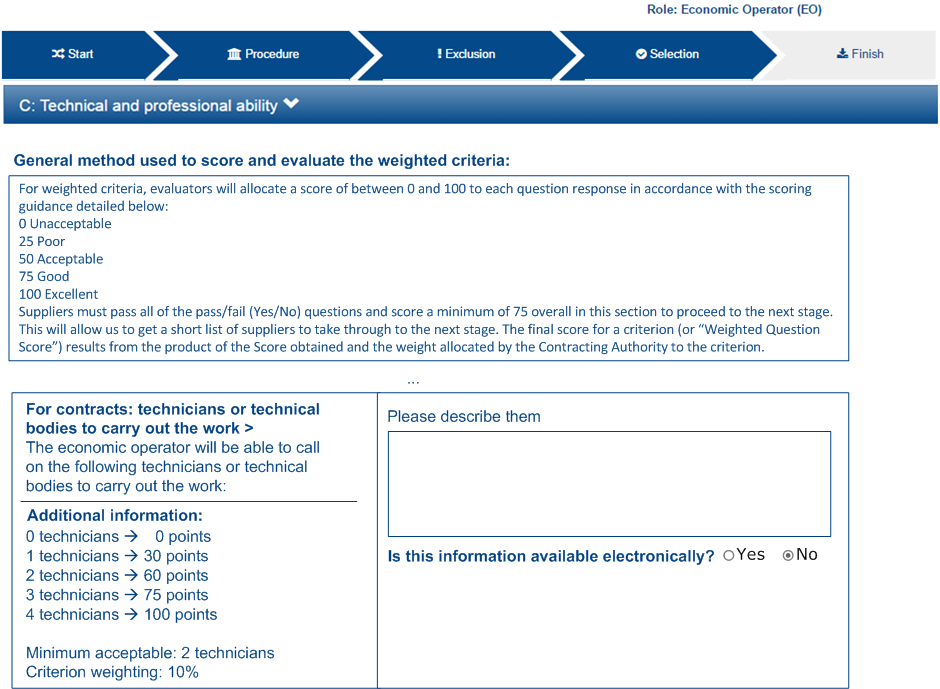 Role: Economic Operator (EO)
Start
Procedure
Exclusion
Selection
Finish
C: Technical and professional ability
General method used to score and evaluate the weighted criteria:
For weighted criteria, evaluators will allocate a score of between 0 and 100 to each question response in accordance with the scoring
guidance detailed below:
0 Unacceptable
25 Poor
50 Acceptable
75 Good
100 Excellent
Suppliers must pass all of the pass/fail (Yes/No) questions and score a minimum of 75 overall in this section to proceed to the next stage.
This will allow us to get a short list of suppliers to take through to the next stage. The final score for a criterion (or “Weighted Question
Score”) results from the product of the Score obtained and the weight allocated by the Contracting Authority to the criterion.
...
For contracts: technicians or technical
bodies to carry out the work >
The economic operator will be able to call
on the following technicians or technical
bodies to carry out the work:
Additional information:
0 technicians → 0 points
1 technicians → 30 points
2 technicians → 60 points
3 technicians → 75 points
4 technicians → 100 points
Minimum acceptable: 2 technicians
Criterion weighting: 10%
Please describe them
Is this information available electronically? Yes No